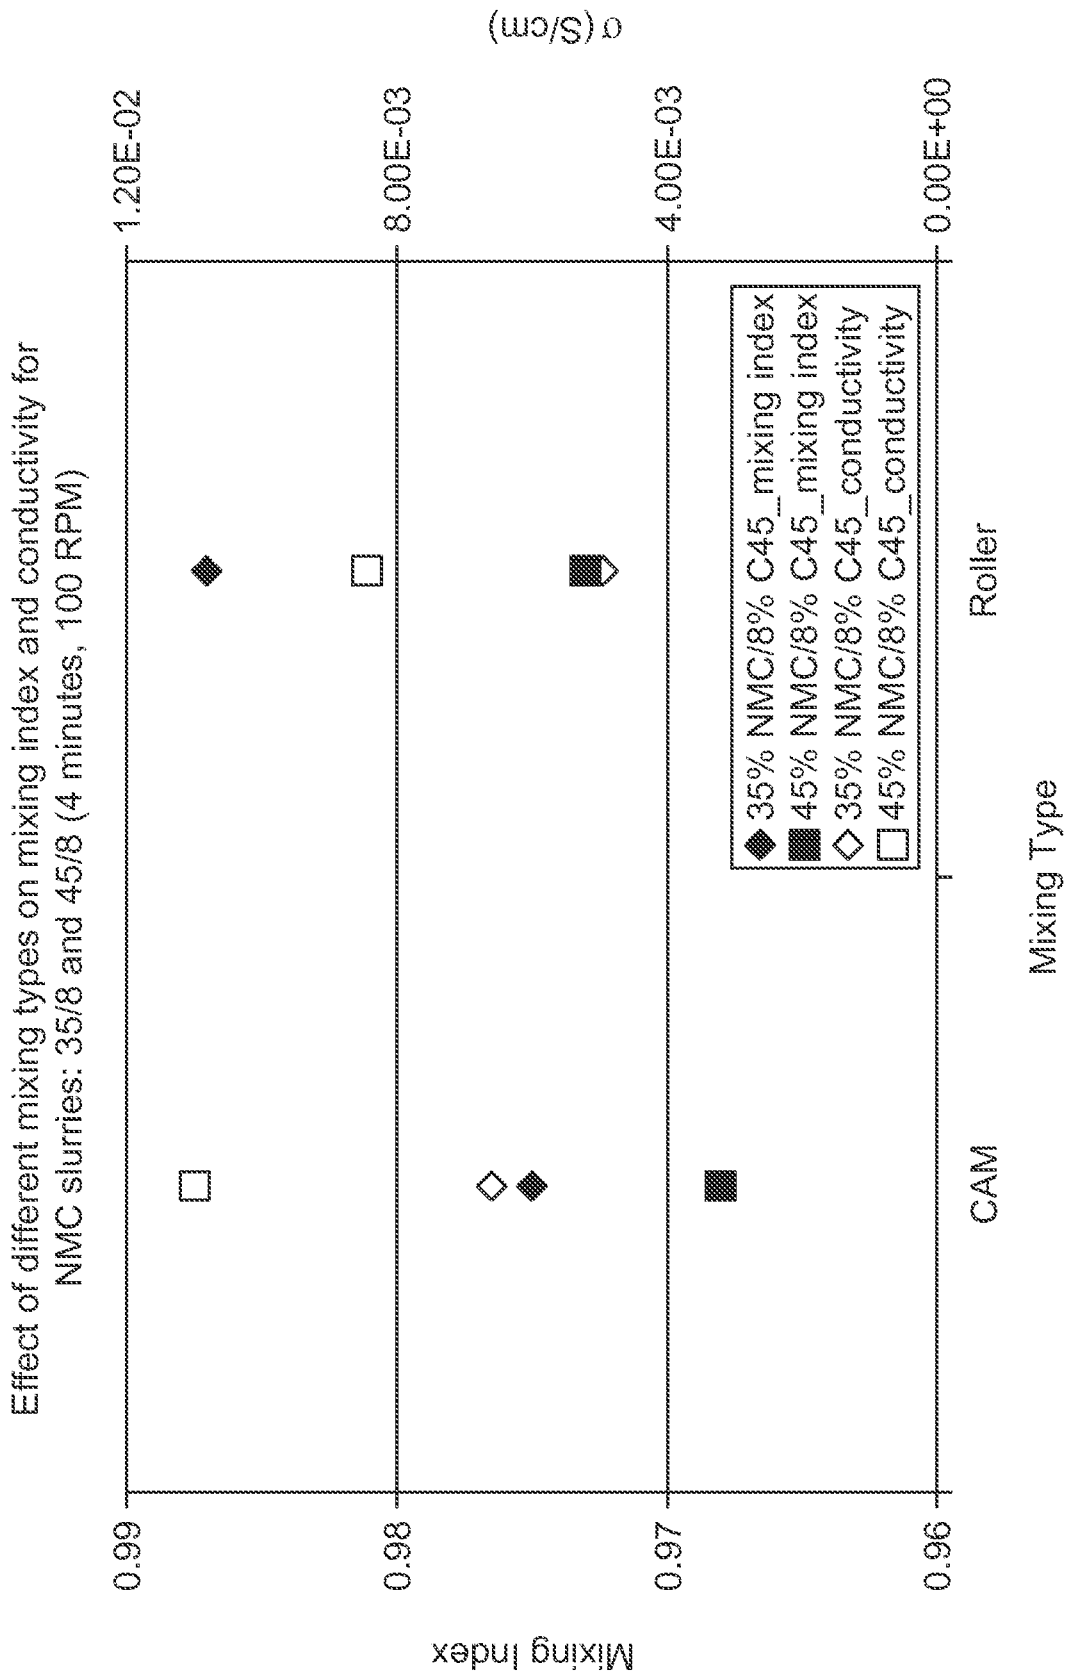 Effect of different mixing types on mixing index and conductivity for
NMC slurries: 35/8 and 45/8 (4 minutes, 100 RPM)
Mixing Index
0.99
0.98
0.97
0.96
1.20E-02
8.00E-03
4.00E-03
0.00E+00
σ(S/cm)
35% NMC/8% C45_mixing index
45% NMC/8% C45_mixing index
35% NMC/8% C45_conductivity
45% NMC/8% C45_conductivity
CAM
Roller
Mixing Type